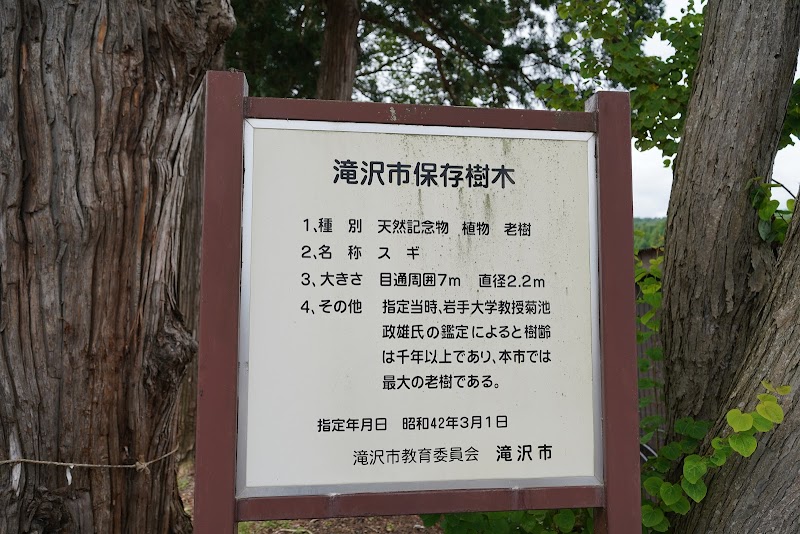 滝沢市保存樹木
1、種　別　天然記念物　植物　老樹
2、名　称　スギ
3、大きさ　目通周囲7m　直径2.2m
4、その他　指定当時、岩手大学教授菊池
政雄氏の鑑定によると樹齢
は千年以上であり、本市では
最大の老樹である。
指定年月日　昭和42年3月1日
滝沢市教育委員会　滝沢市